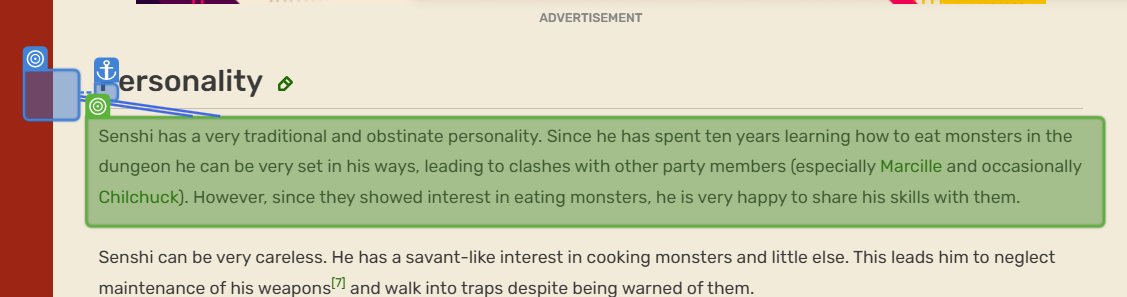 ADVERTISEMENT
Personality
Senshi has a very traditional and obstinate personality. Since he has spent ten years learning how to eat monsters in the
dungeon he can be very set in his ways, leading to clashes with other party members (especially Marcille and occasionally
Chilchuck). However, since they showed interest in eating monsters, he is very happy to share his skills with them.
Senshi can be very careless. He has a savant-like interest in cooking monsters and little else. This leads him to neglect
maintenance of his weapons[7] and walk into traps despite being warned of them.